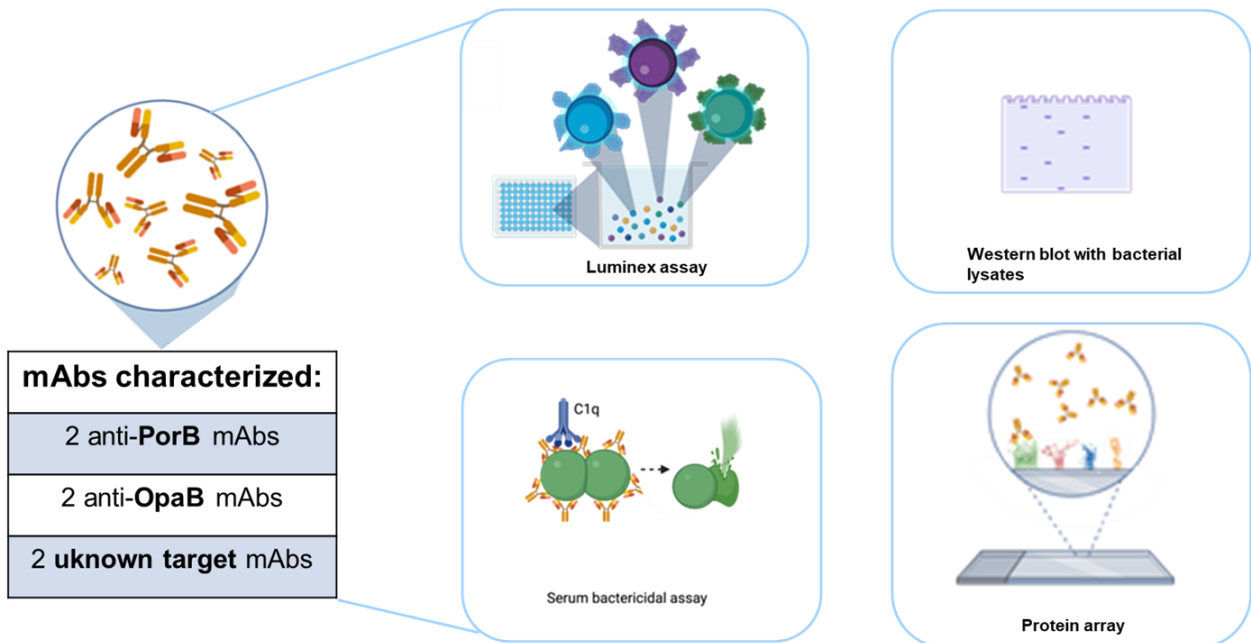 mAbs characterized:
2 anti-PorB mAbs
2 anti-OpaB mAbs
2 uknown target mAbs
Luminex assay
Western blot with bacterial
lysates
C1q
Serum bactericidal assay
Protein array